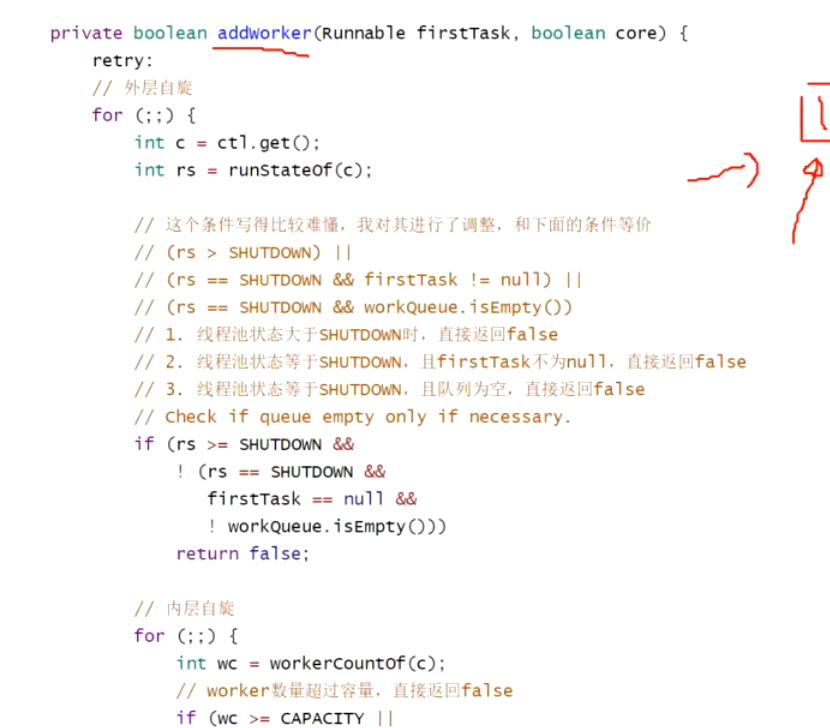 private boolean addWorker(Runnable firstTask, boolean core) {
retry:
// 外层自旋
for (;;) {
int c = ctl.get();
int rs = runStateOf(c);
// 这个条件写得比较难懂，我对其进行了调整，和下面的条件等价
// (rs > SHUTDOWN) ||
// (rs == SHUTDOWN && firstTask != null) ||
// (rs == SHUTDOWN && workQueue.isEmpty())
// 1. 线程池状态大于SHUTDOWN时，直接返回false
// 2. 线程池状态等于SHUTDOWN，且firstTask不为null，直接返回false
// 3. 线程池状态等于SHUTDOWN，且队列为空，直接返回false
// Check if queue empty only if necessary.
if (rs >= SHUTDOWN &&
! (rs == SHUTDOWN &&
firstTask == null &&
! workQueue.isEmpty()))
return false;
// 内层自旋
for (;;) {
int wc = workerCountOf(c);
// worker数量超过容量，直接返回false
if (wc >= CAPACITY ||